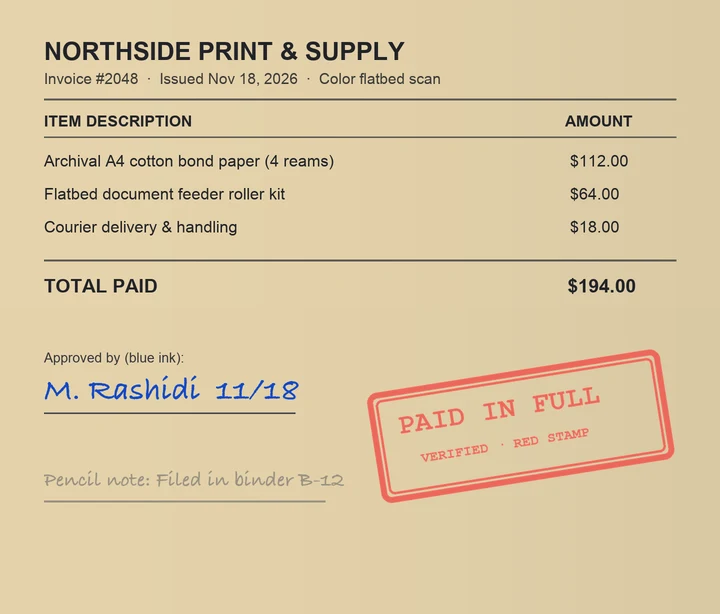 NORTHSIDE PRINT & SUPPLY
Invoice #2048 · Issued Nov 18, 2026 · Color flatbed scan
ITEM DESCRIPTION AMOUNT
Archival A4 cotton bond paper (4 reams) $112.00
Flatbed document feeder roller kit $64.00
Courier delivery & handling $18.00
TOTAL PAID $194.00
Approved by (blue ink):
M. Rashidi 11/18
PAID IN FULL
VERIFIED · RED STAMP
Pencil note: Filed in binder B-12